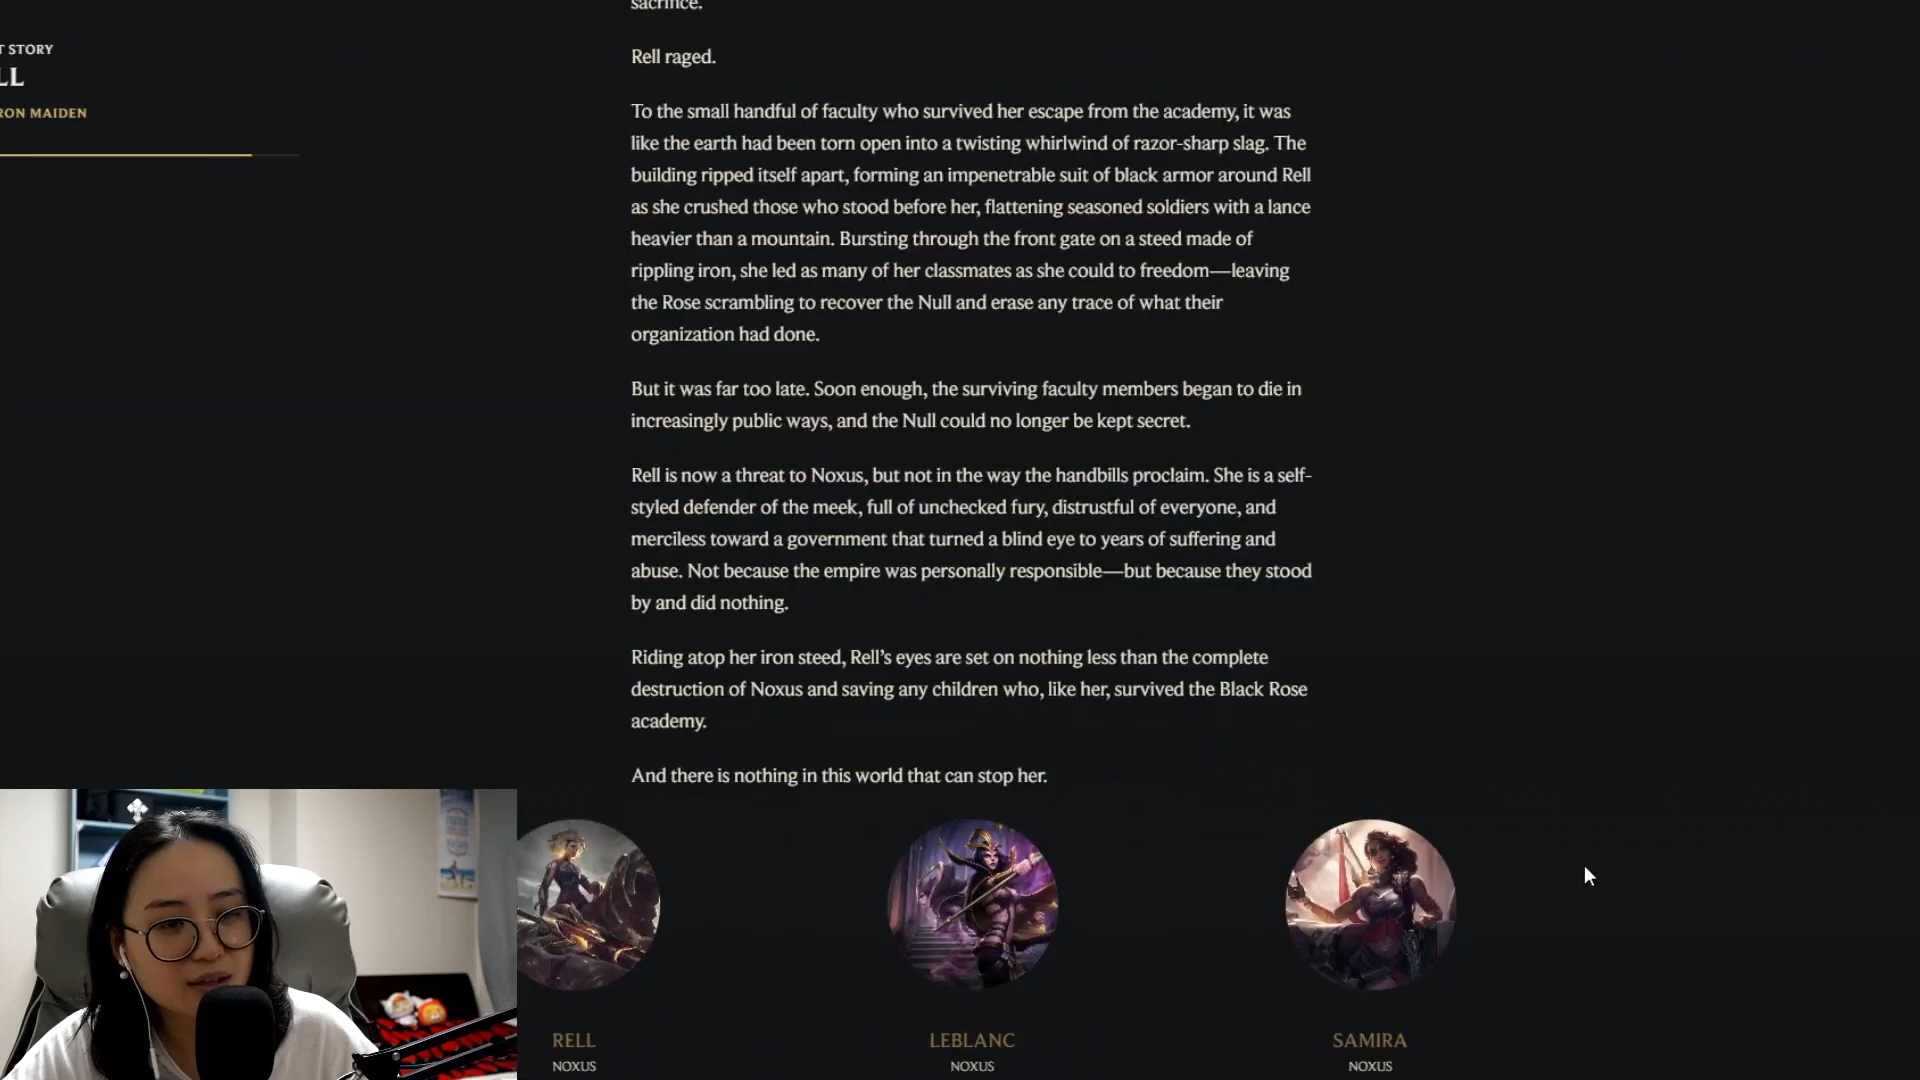 sacrifice.
T STORY
LL
RON MAIDEN
Rell raged.
To the small handful of faculty who survived her escape from the academy, it was
like the earth had been torn open into a twisting whirlwind of razor-sharp slag. The
building ripped itself apart, forming an impenetrable suit of black armor around Rell
as she crushed those who stood before her, flattening seasoned soldiers with a lance
heavier than a mountain. Bursting through the front gate on a steed made of
rippling iron, she led as many of her classmates as she could to freedom—leaving
the Rose scrambling to recover the Null and erase any trace of what their
organization had done.
But it was far too late. Soon enough, the surviving faculty members began to die in
increasingly public ways, and the Null could no longer be kept secret.
Rell is now a threat to Noxus, but not in the way the handbills proclaim. She is a self-
styled defender of the meek, full of unchecked fury, distrustful of everyone, and
merciless toward a government that turned a blind eye to years of suffering and
abuse. Not because the empire was personally responsible—but because they stood
by and did nothing.
Riding atop her iron steed, Rell’s eyes are set on nothing less than the complete
destruction of Noxus and saving any children who, like her, survived the Black Rose
academy.
And there is nothing in this world that can stop her.
RELL
NOXUS
LEBLANC
NOXUS
SAMIRA
NOXUS